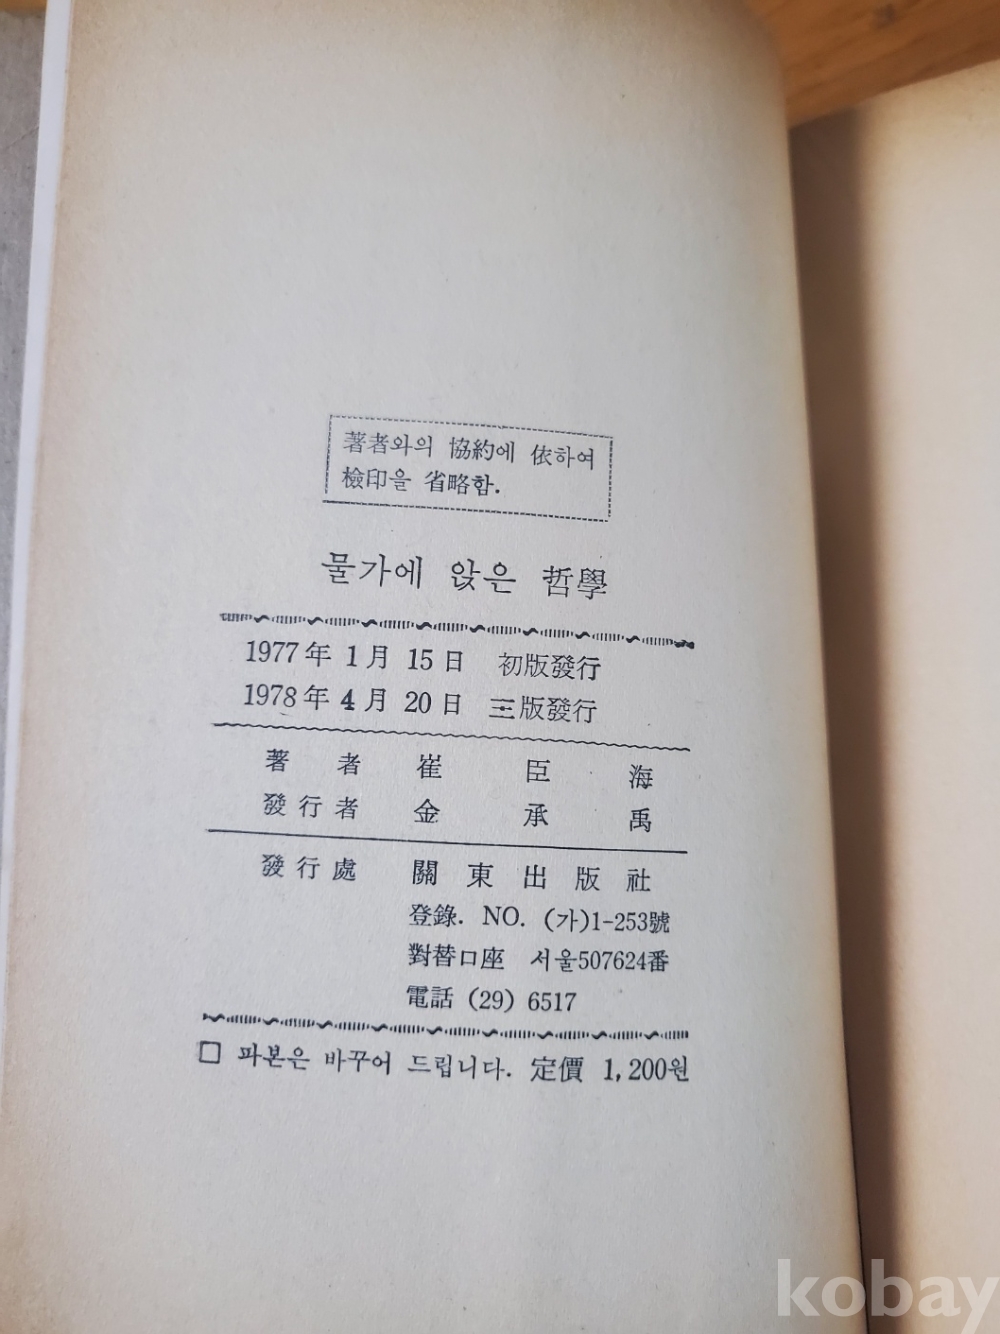 著者와의 協約에 依하여
檢印을 省略함.
물가에 앉은 哲學
1977年 1月 15日 初版發行
1978年 4月 20日 三版發行
著者 崔臣海
發行者 金承禹
發行處 關東出版社
登錄. NO. (가)1-253號
對替口座 서울507624番
電話 (29) 6517
□ 파본은 바꾸어 드립니다. 定價 1,200원
kobay